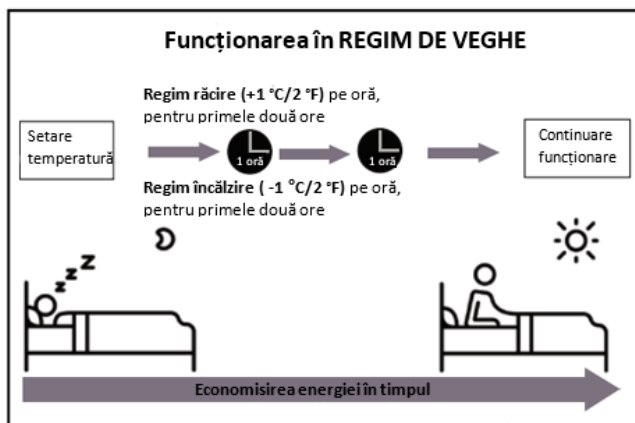 Funcționarea în REGIM DE VEGHE
Regim răcire (+1 °C/2 °F) pe oră,
pentru primele două ore
Setare
temperatură
1 oră
1 oră
Continuare
funcționare
Regim încălzire ( -1 °C/2 °F) pe oră,
pentru primele două ore
z z Z
Economisirea energiei în timpul